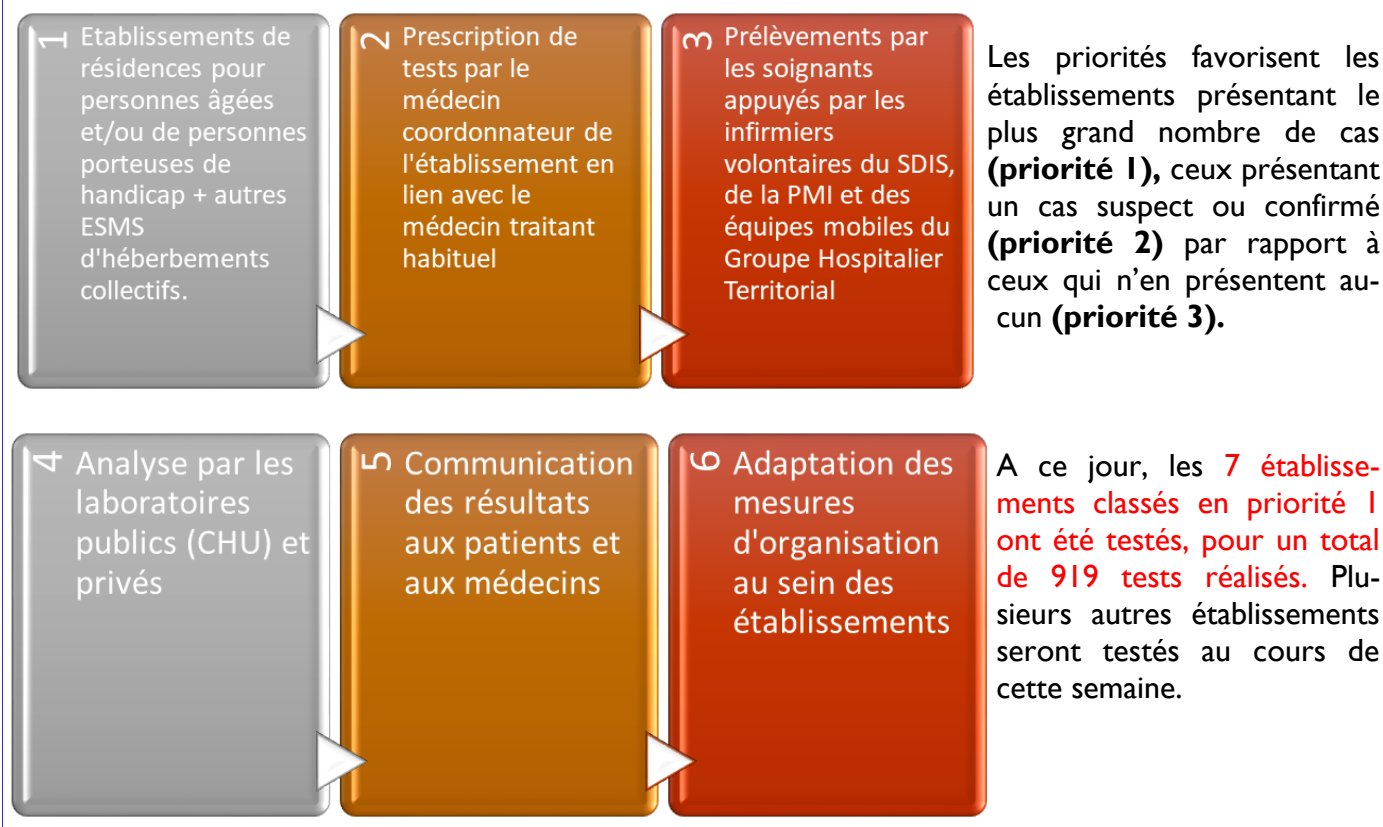 1 Etablissements de
résidences pour
personnes âgées
et/ou de personnes
porteuses de
handicap + autres
ESMS
d'héberbements
collectifs.
2 Prescription de
tests par le
médecin
coordonnateur de
l'établissement en
lien avec le
médecin traitant
habituel
3 Prélèvements par
les soignants
appuyés par les
infirmiers
volontaires du SDIS,
de la PMI et des
équipes mobiles du
Groupe Hospitalier
Territorial
Les priorités favorisent les
établissements présentant le
plus grand nombre de cas
(priorité 1), ceux présentant
un cas suspect ou confirmé
(priorité 2) par rapport à
ceux qui n'en présentent au-
cun (priorité 3).
4 Analyse par les
laboratoires
publics (CHU) et
privés
5 Communication
des résultats
aux patients et
aux médecins
6 Adaptation des
mesures
d'organisation
au sein des
établissements
A ce jour, les 7 établisse-
ments classés en priorité 1
ont été testés, pour un total
de 919 tests réalisés. Plu-
sieurs autres établissements
seront testés au cours de
cette semaine.